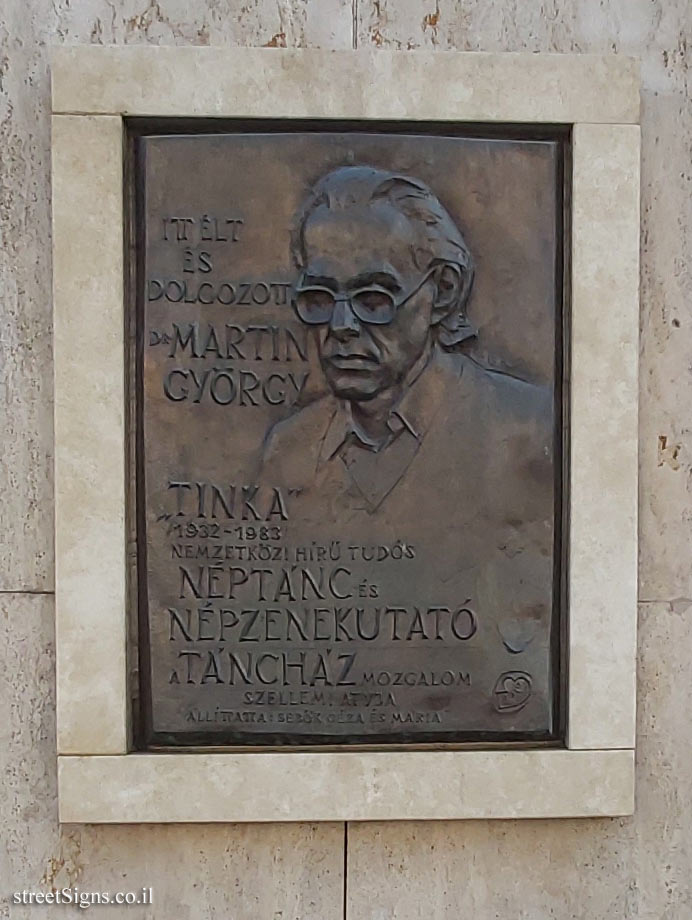 ITT ÉLT
ÉS
DOLGOZOTT
DR MARTIN
GYÖRGY
„TINKA”
1932-1983
NEMZETKÖZI HÍRŰ TUDÓS
NÉPTÁNC ÉS
NÉPZENEKUTATÓ
A TÁNCHÁZ MOZGALOM
SZELLEMI ATYJA
ÁLLÍTTATTA: SEBŐK GÉZA ÉS MÁRIA
streetSigns.co.il